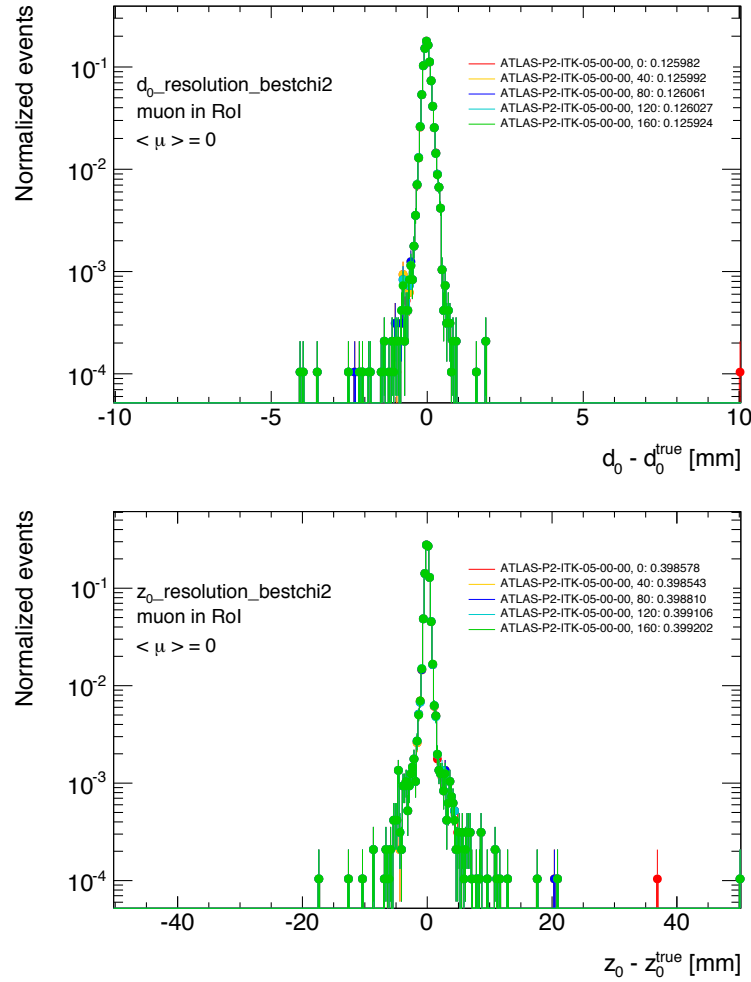 Normalized events
d₀_resolution_bestchi2
muon in RoI
< μ > = 0
ATLAS-P2-ITK-05-00-00, 0: 0.125982
ATLAS-P2-ITK-05-00-00, 40: 0.125992
ATLAS-P2-ITK-05-00-00, 80: 0.126061
ATLAS-P2-ITK-05-00-00, 120: 0.126027
ATLAS-P2-ITK-05-00-00, 160: 0.125924
10⁻¹
10⁻²
10⁻³
10⁻⁴
-10 -5 0 5 10
d₀ - d₀^true [mm]
Normalized events
z₀_resolution_bestchi2
muon in RoI
< μ > = 0
ATLAS-P2-ITK-05-00-00, 0: 0.398578
ATLAS-P2-ITK-05-00-00, 40: 0.398543
ATLAS-P2-ITK-05-00-00, 80: 0.398810
ATLAS-P2-ITK-05-00-00, 120: 0.399106
ATLAS-P2-ITK-05-00-00, 160: 0.399202
10⁻¹
10⁻²
10⁻³
10⁻⁴
-40 -20 0 20 40
z₀ - z₀^true [mm]